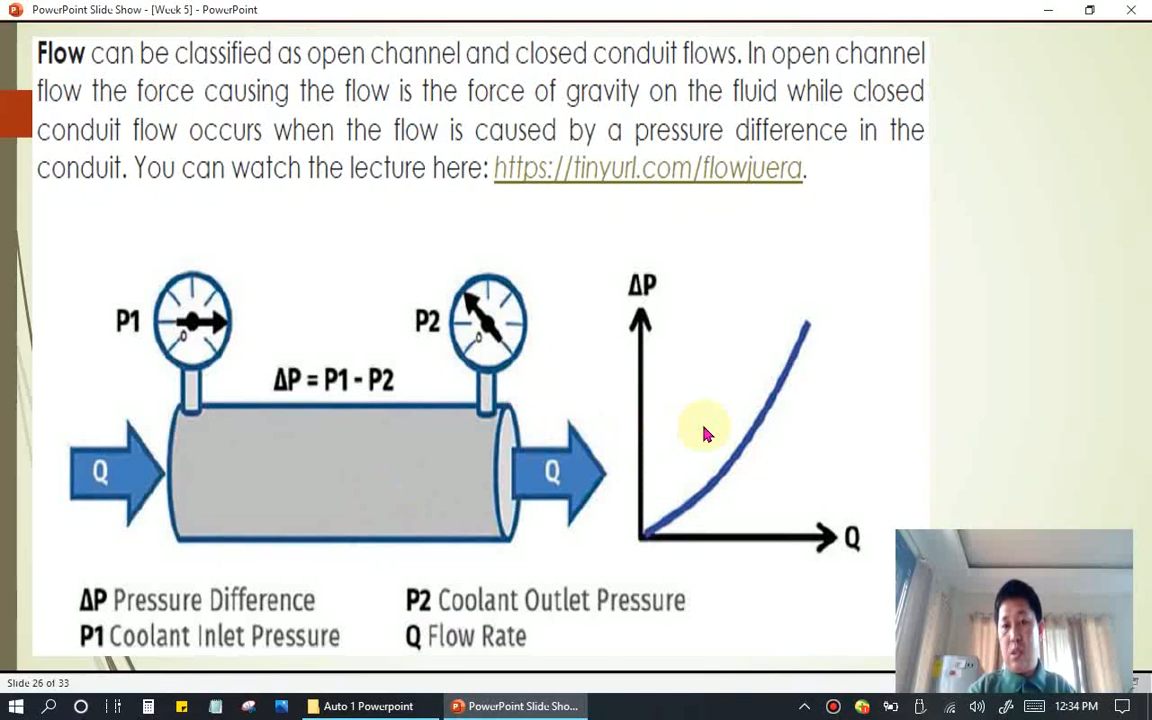 PowerPoint Slide Show - [Week 5] - PowerPoint
Flow can be classified as open channel and closed conduit flows. In open channel
flow the force causing the flow is the force of gravity on the fluid while closed
conduit flow occurs when the flow is caused by a pressure difference in the
conduit. You can watch the lecture here: https://tinyurl.com/flowjuera.
P1
0
P2
0
ΔP = P1 - P2
Q
Q
ΔP
Q
ΔP Pressure Difference
P2 Coolant Outlet Pressure
P1 Coolant Inlet Pressure
Q Flow Rate
Slide 26 of 33
Auto 1 Powerpoint
PowerPoint Slide Sho...
12:34 PM